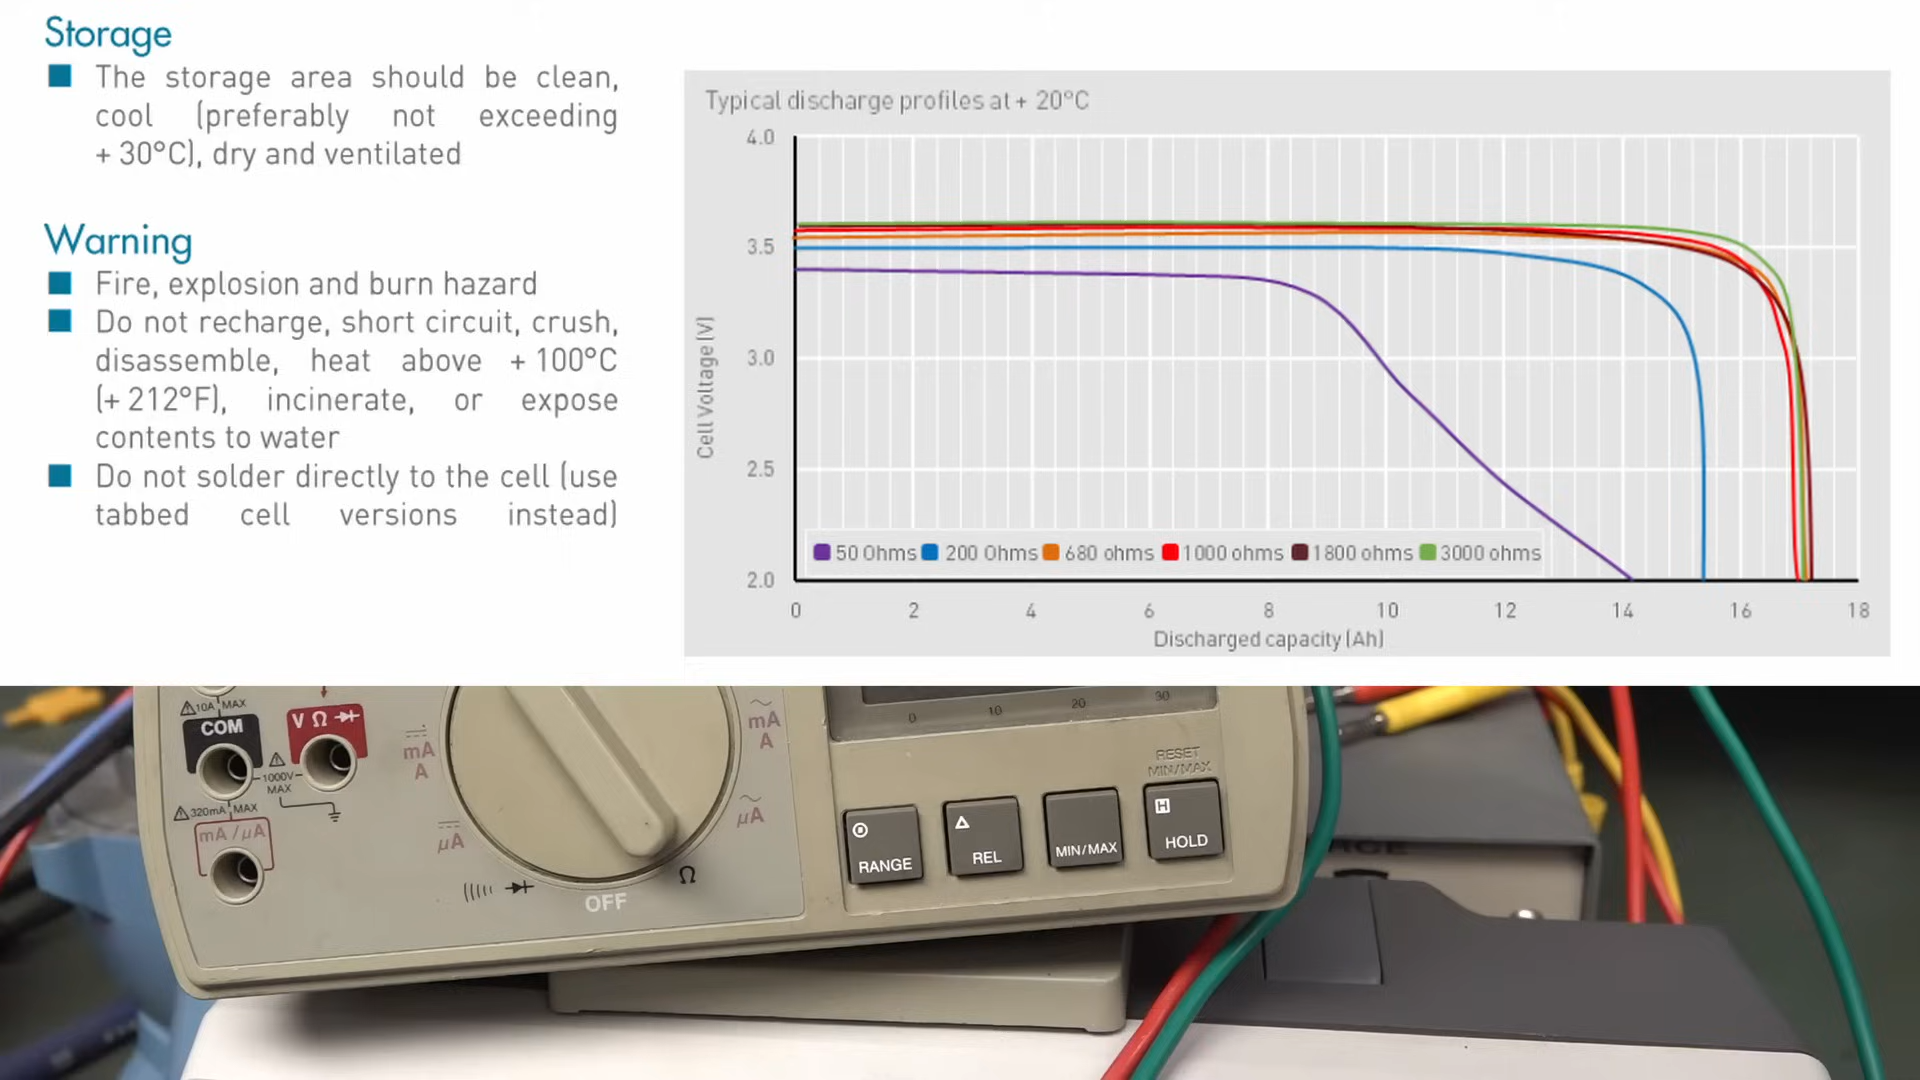 Storage
■ The storage area should be clean,
cool (preferably not exceeding
+ 30°C), dry and ventilated
Warning
■ Fire, explosion and burn hazard
■ Do not recharge, short circuit, crush,
disassemble, heat above + 100°C
(+ 212°F), incinerate, or expose
contents to water
■ Do not solder directly to the cell (use
tabbed cell versions instead)
Typical discharge profiles at + 20°C
4.0
3.5
3.0
2.5
2.0
Cell Voltage (V)
50 Ohms 200 Ohms 680 ohms 1000 ohms 1800 ohms 3000 ohms
0 2 4 6 8 10 12 14 16 18
Discharged capacity (Ah)
10A MAX
COM
V Ω
1000V
MAX
320mA MAX
mA / µA
mA
A
µA
OFF
Ω
mA
A
µA
0 10 20 30
RESET
MIN/MAX
RANGE
REL
MIN/MAX
H
HOLD